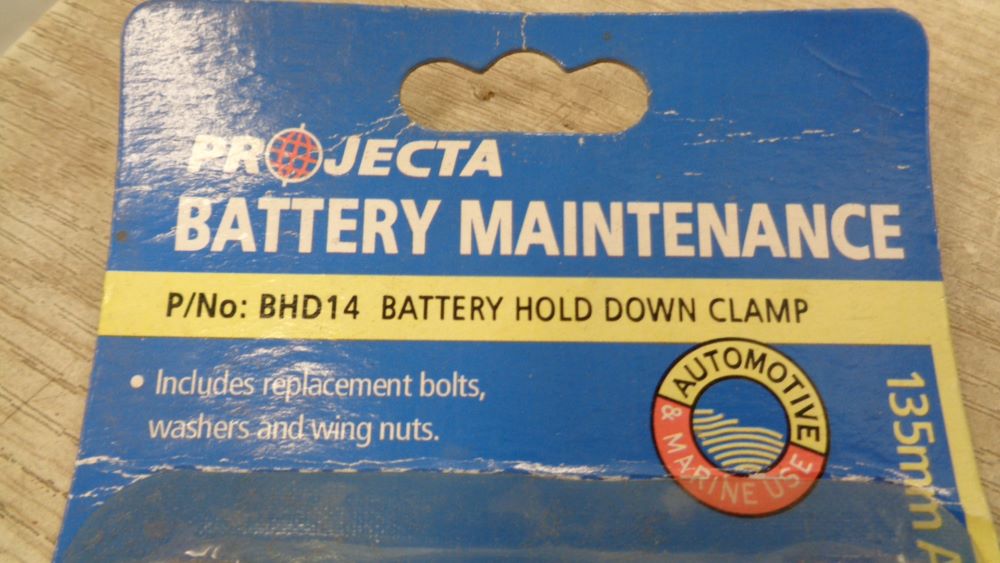 PROJECTA
BATTERY MAINTENANCE
P/No: BHD14 BATTERY HOLD DOWN CLAMP
• Includes replacement bolts,
washers and wing nuts.
AUTOMOTIVE
& MARINE USE
135mm A